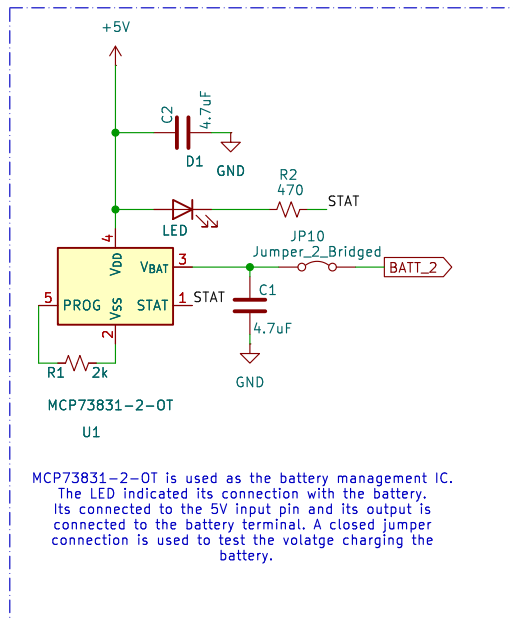 +5V
C2
4.7uF
D1
GND
R2
470
STAT
LED
JP10
Jumper_2_Bridged
4
VDD
VBAT
3
BATT_2
5
PROG
VSS
STAT
1
STAT
C1
2
4.7uF
R1
2k
GND
MCP73831-2-OT
U1
MCP73831-2-OT is used as the battery management IC.
The LED indicated its connection with the battery.
Its connected to the 5V input pin and its output is
connected to the battery terminal. A closed jumper
connection is used to test the volatge charging the
battery.